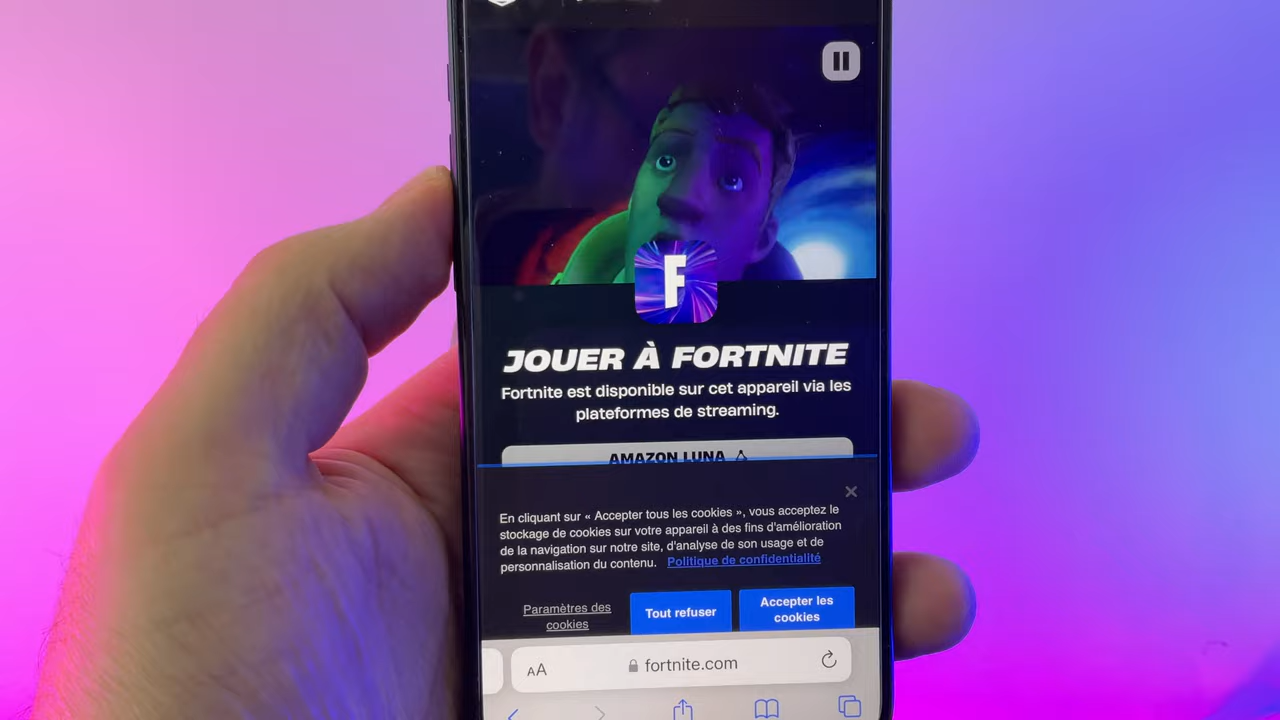 F
JOUER À FORTNITE
Fortnite est disponible sur cet appareil via les
plateformes de streaming.
AMAZON LUNA
En cliquant sur « Accepter tous les cookies », vous acceptez le
stockage de cookies sur votre appareil à des fins d'amélioration
de la navigation sur notre site, d'analyse de son usage et de
personnalisation du contenu. Politique de confidentialité
Paramètres des
cookies
Tout refuser
Accepter les
cookies
AA
fortnite.com